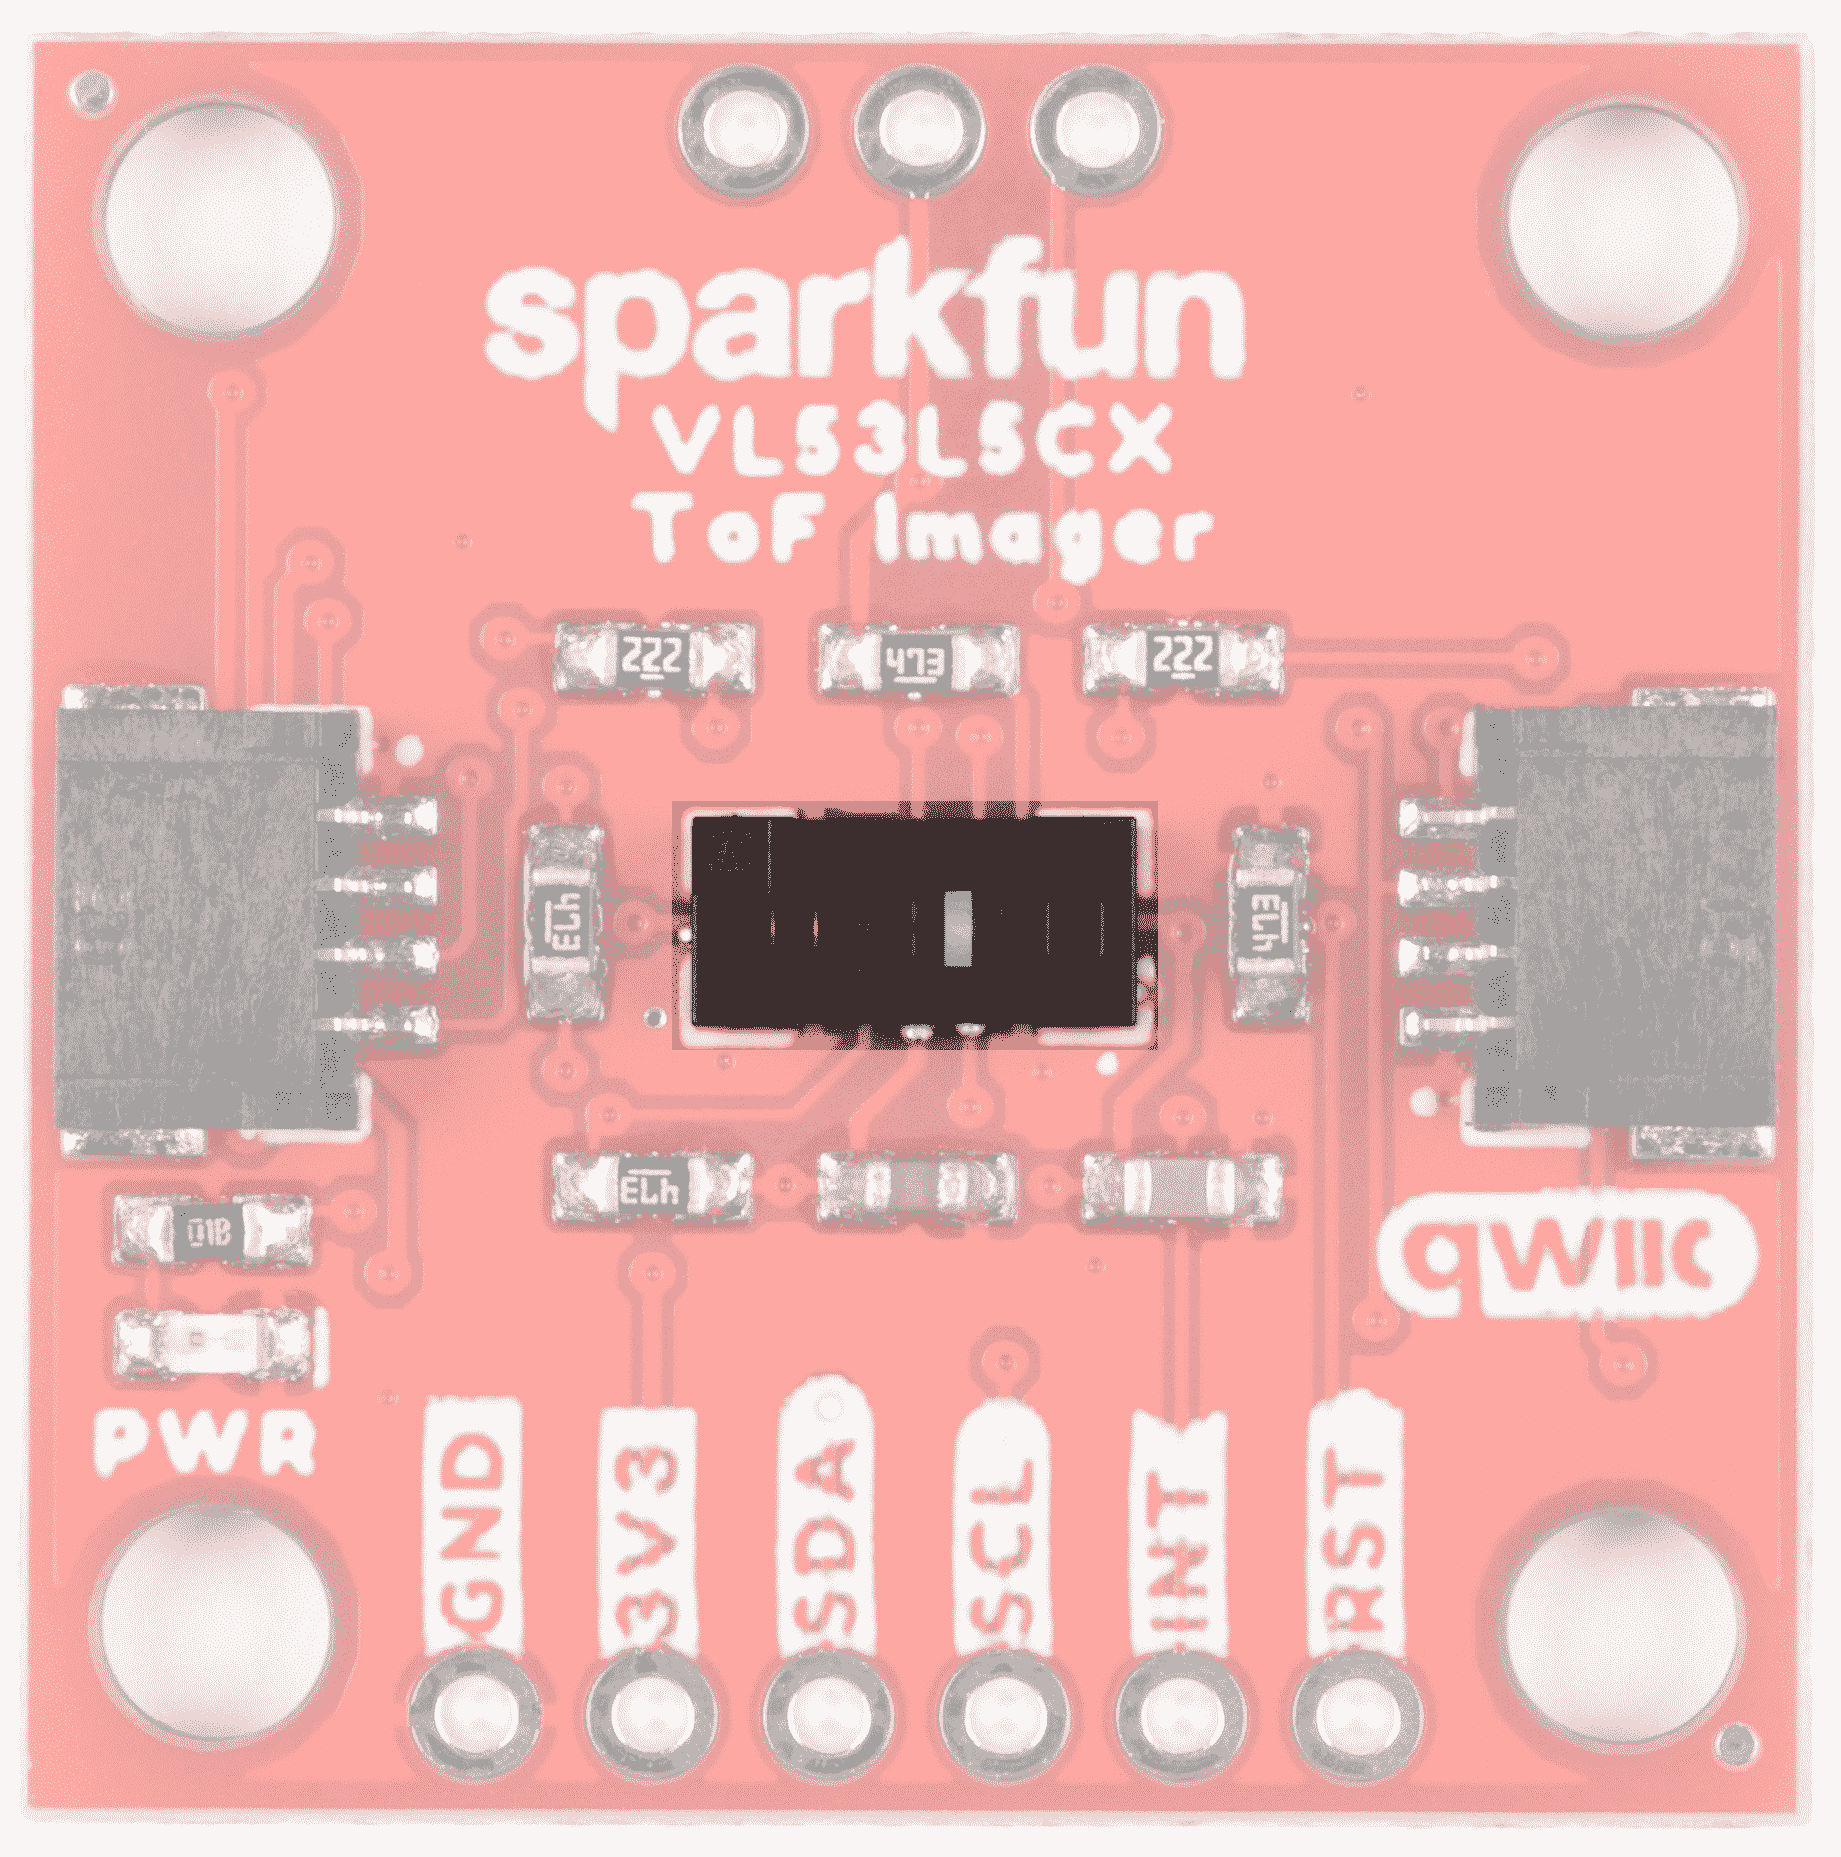 sparkfun
VL53L5CX
ToF Imager
222
473
222
ELh
ELh
ELh
01B
qwiic
PWR
GND
3V3
SDA
SCL
INT
RST